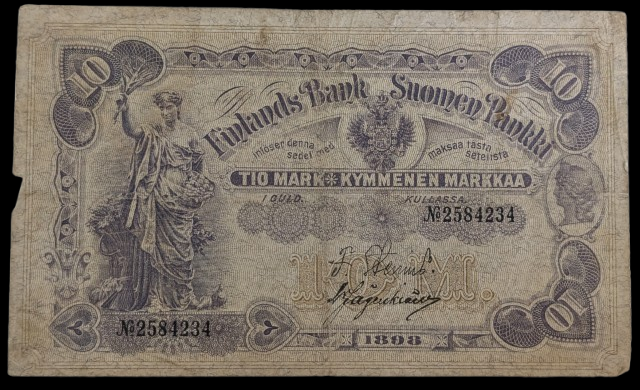 10
10
Finlands Bank Suomen Pankki
inlöser denna
sedel med
maksaa tästä
setelistä
TIO MARK KYMMENEN MARKKAA
I GULD.
KULLASSA
№2584234
10 M.
№2584234
1898
10